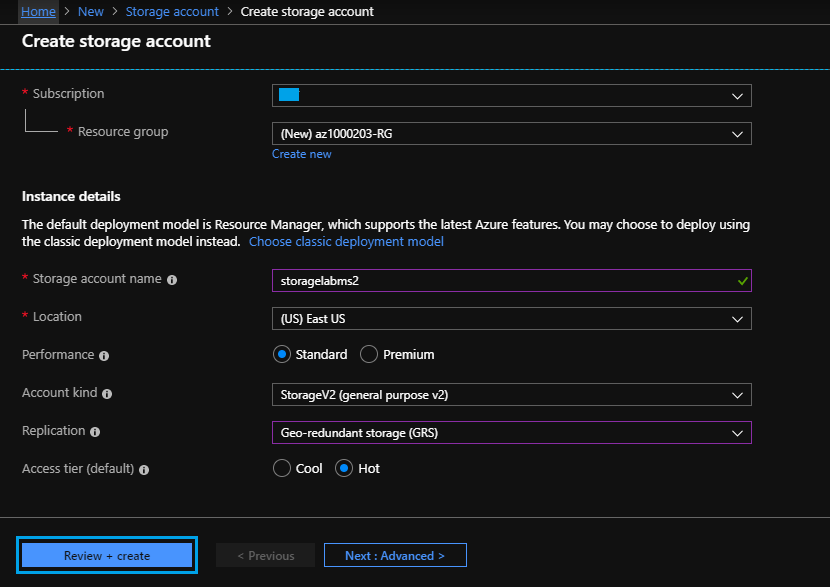 Home > New > Storage account > Create storage account
Create storage account
* Subscription
* Resource group
(New) az1000203-RG
Create new
Instance details
The default deployment model is Resource Manager, which supports the latest Azure features. You may choose to deploy using
the classic deployment model instead. Choose classic deployment model
* Storage account name
storagelabms2
* Location
(US) East US
Performance
Standard
Premium
Account kind
StorageV2 (general purpose v2)
Replication
Geo-redundant storage (GRS)
Access tier (default)
Cool
Hot
Review + create
< Previous
Next : Advanced >